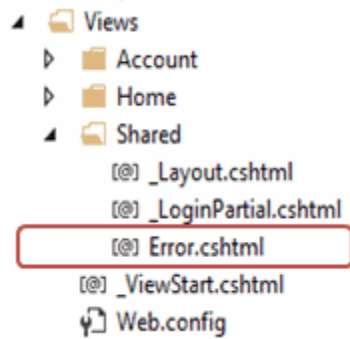 Views
Account
Home
Shared
[@] _Layout.cshtml
[@] _LoginPartial.cshtml
[@] Error.cshtml
[@] _ViewStart.cshtml
Web.config